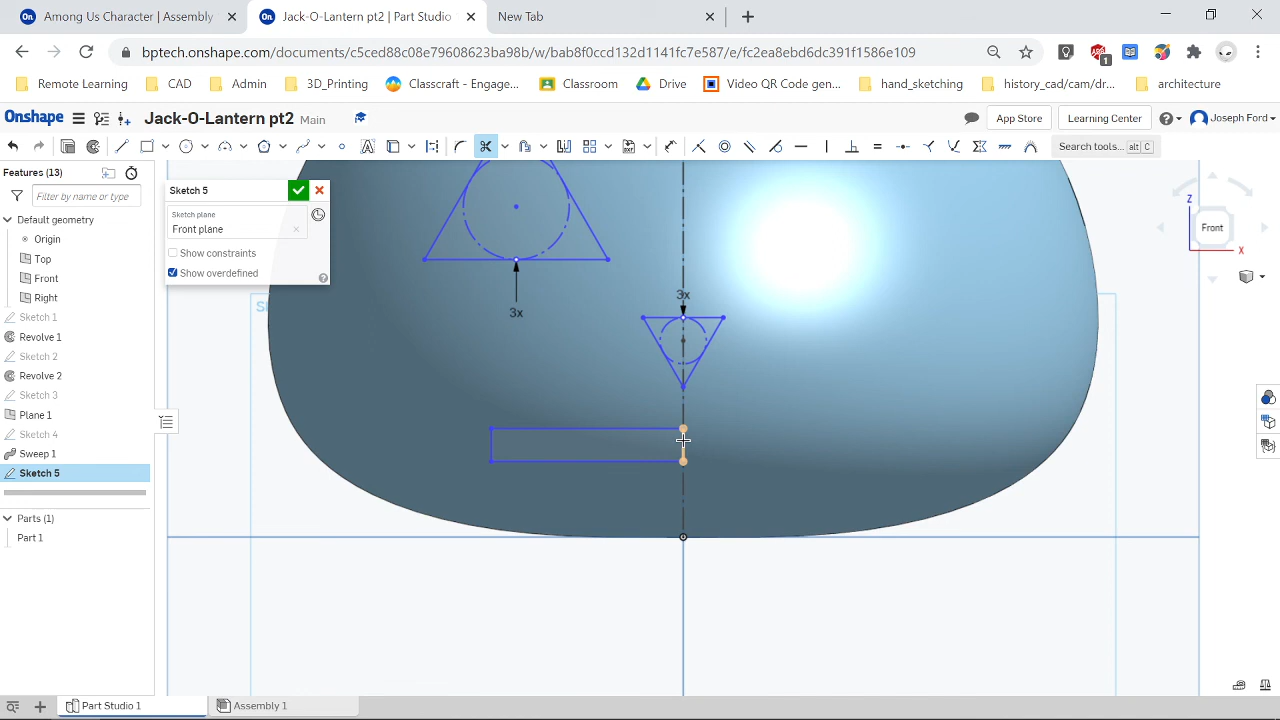 Among Us Character | Assembly
Jack-O-Lantern pt2 | Part Studio
New Tab
bptech.onshape.com/documents/c5ced88c08e79608623ba98b/w/bab8f0ccd132d1141fc7e587/e/fc2ea8ebd6dc391f1586e109
1
Remote Learning
CAD
Admin
3D_Printing
Classcraft - Engage...
Classroom
Drive
Video QR Code gen...
hand_sketching
history_cad/cam/dr...
architecture
Onshape
Jack-O-Lantern pt2 Main
App Store
Learning Center
Joseph Ford
Search tools... alt C
Features (13)
Filter by name or type
Default geometry
Origin
Top
Front
Right
Sketch 1
Revolve 1
Sketch 2
Revolve 2
Sketch 3
Plane 1
Sketch 4
Sweep 1
Sketch 5
Parts (1)
Part 1
Sketch 5
Sketch plane
Front plane
Show constraints
Show overdefined
3x
3x
Z
Front
X
Part Studio 1
Assembly 1